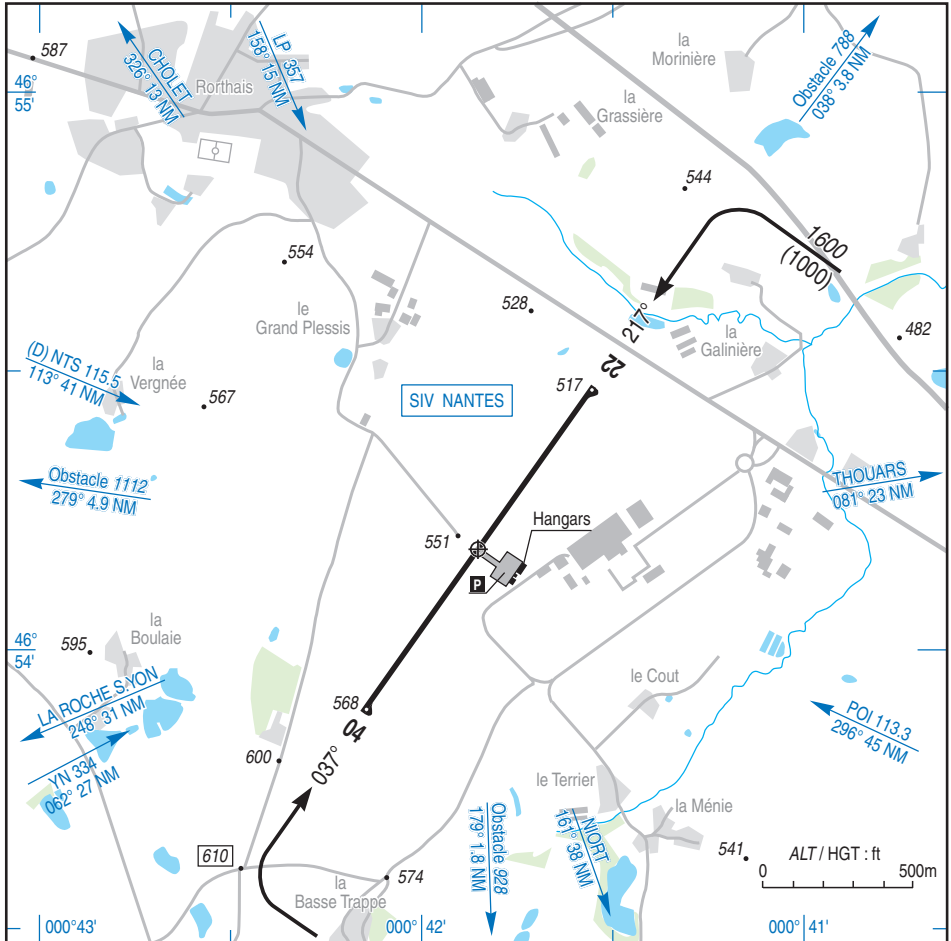 587
46°
55'
CHOLET
326° 13 NM
Rorthais
LP 357
158° 15 NM
la
Morinière
la
Grassière
Obstacle 788
038° 3.8 NM
544
1600
(1000)
554
le
Grand Plessis
528
217°
22
la
Galinière
482
(D) NTS 115.5
113° 41 NM
la
Vergnée
567
SIV NANTES
517
Obstacle 1112
279° 4.9 NM
THOUARS
081° 23 NM
551
Hangars
P
46°
54'
595
la
Boulaie
LA ROCHE S.YON
248° 31 NM
YN 334
062° 27 NM
568
04
037°
600
le Cout
POI 113.3
296° 45 NM
le Terrier
la Ménie
NIORT
161° 38 NM
Obstacle 928
179° 1.8 NM
610
574
la
Basse Trappe
541
ALT / HGT : ft
0
500m
000°43'
000°42'
000°41'